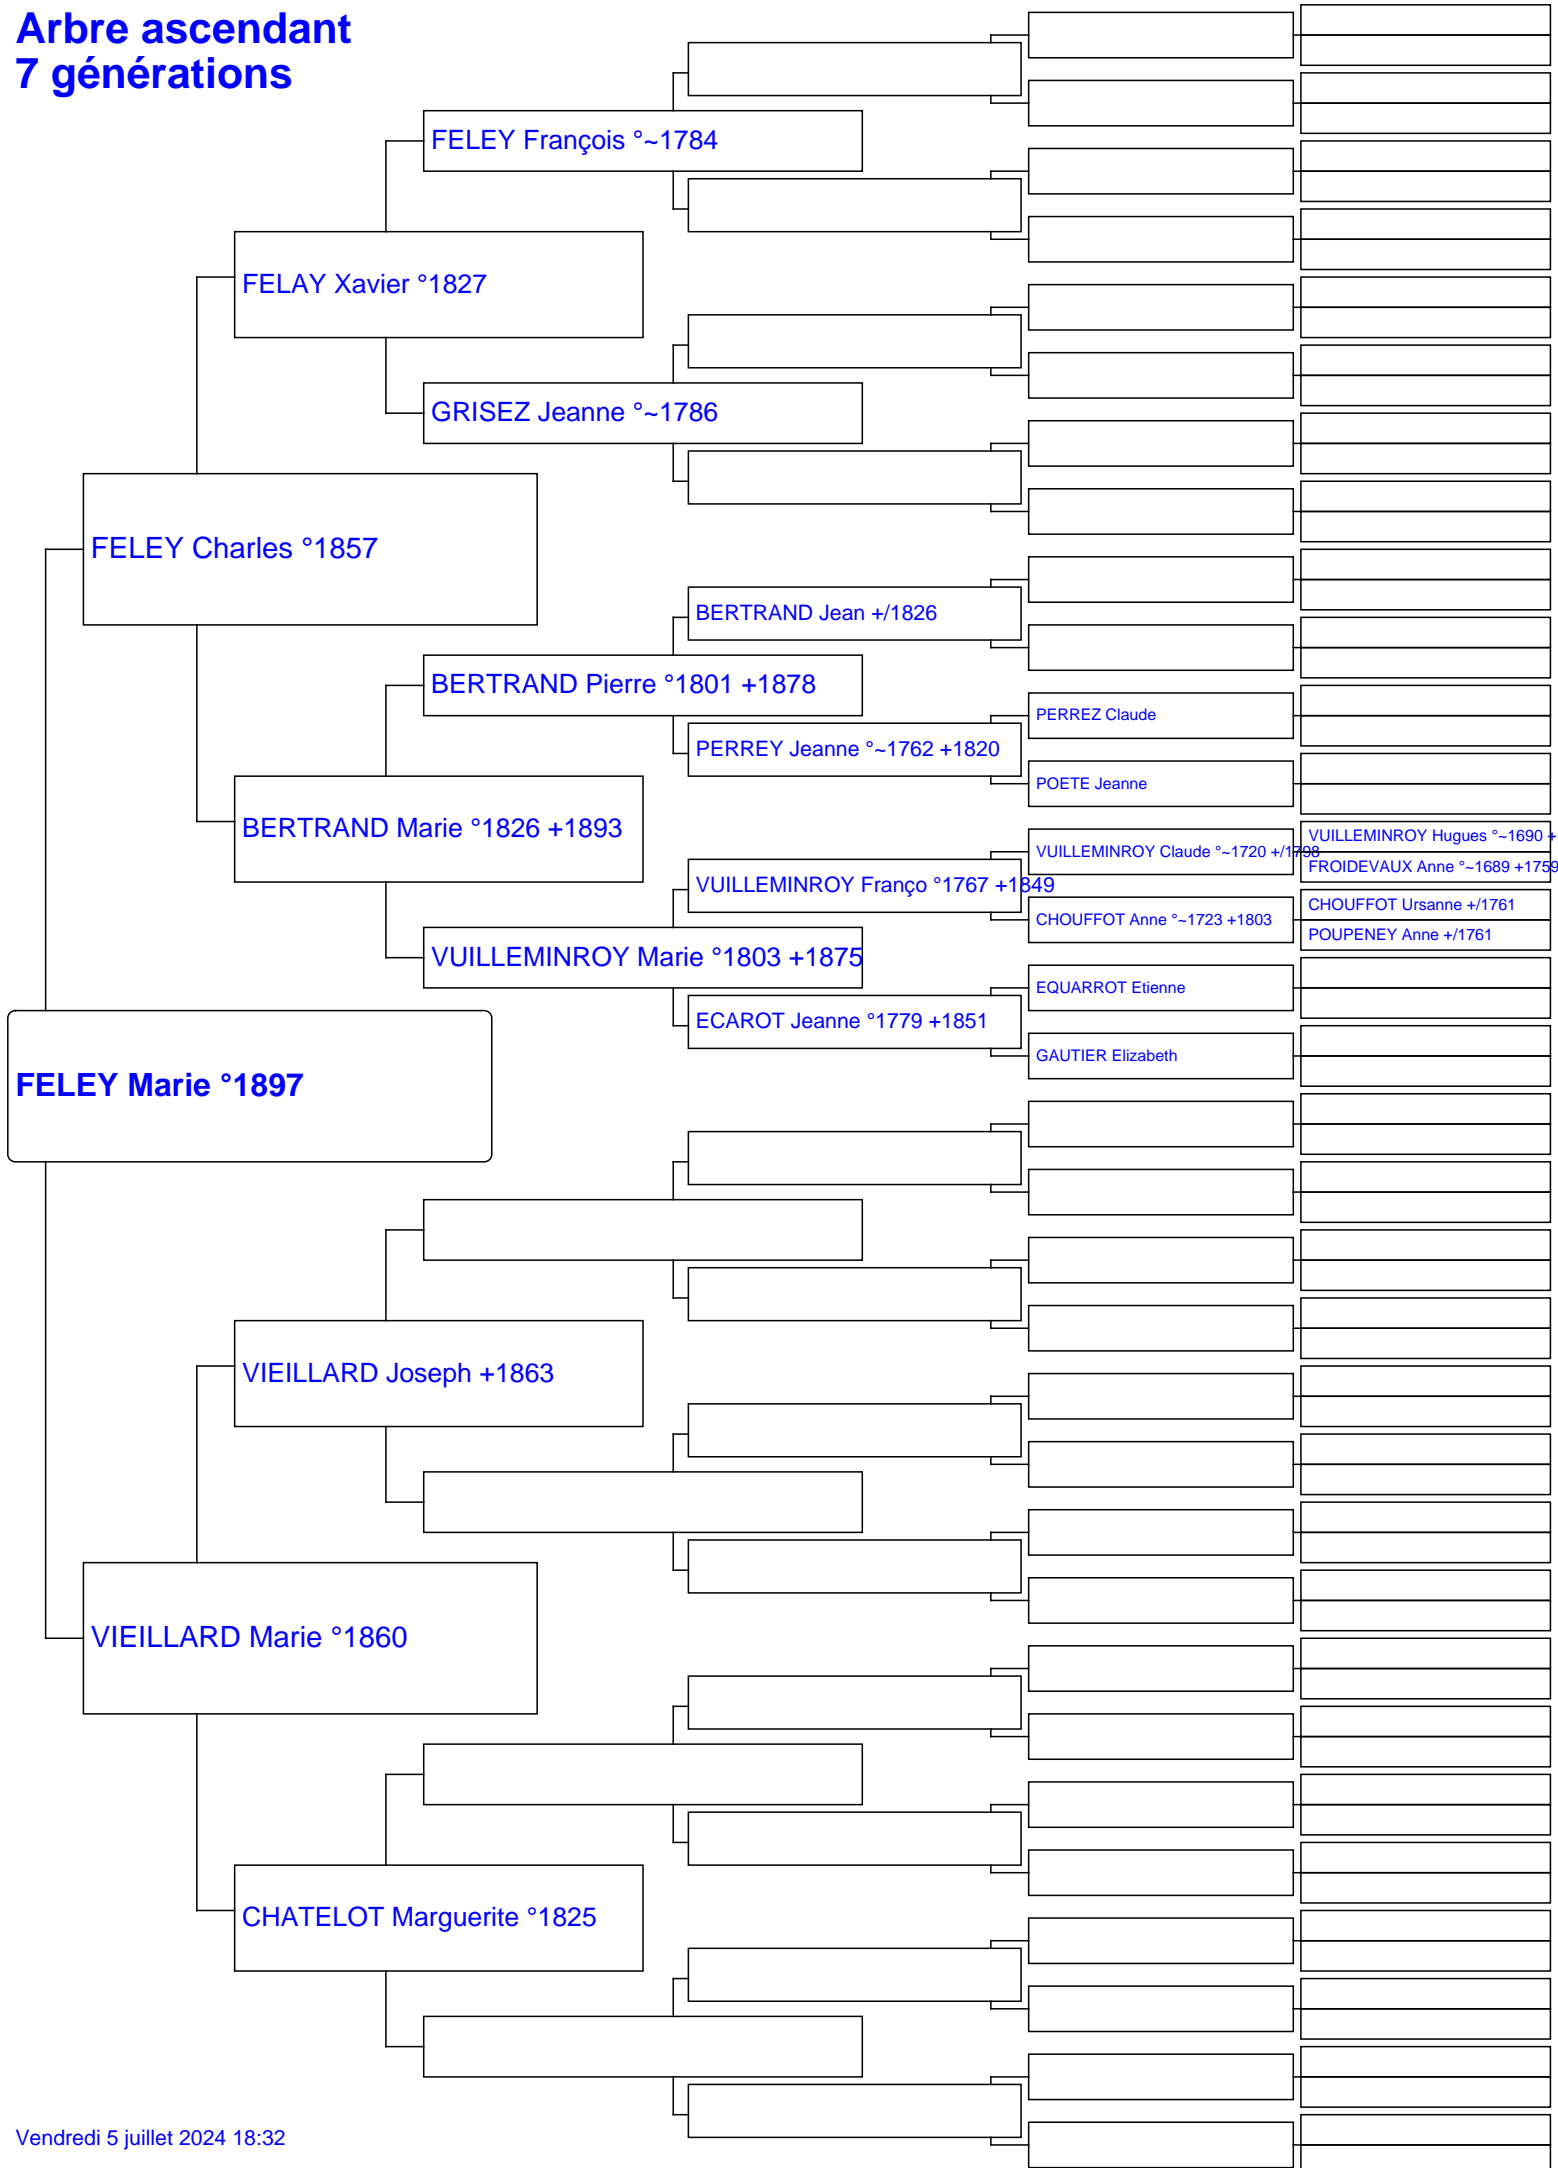 Arbre ascendant
7 générations
FELEY François °~1784
FELAY Xavier °1827
GRISEZ Jeanne °~1786
FELEY Charles °1857
BERTRAND Jean +/1826
BERTRAND Pierre °1801 +1878
PERREZ Claude
PERREY Jeanne °~1762 +1820
POETE Jeanne
BERTRAND Marie °1826 +1893
VUILLEMINROY Hugues °~1690 +
VUILLEMINROY Claude °~1720 +/1798
FROIDEVAUX Anne °~1689 +1759
VUILLEMINROY Franço °1767 +1849
CHOUFFOT Ursanne +/1761
CHOUFFOT Anne °~1723 +1803
POUPENEY Anne +/1761
VUILLEMINROY Marie °1803 +1875
EQUARROT Etienne
ECAROT Jeanne °1779 +1851
GAUTIER Elizabeth
FELEY Marie °1897
VIEILLARD Joseph +1863
VIEILLARD Marie °1860
CHATELOT Marguerite °1825
Vendredi 5 juillet 2024 18:32